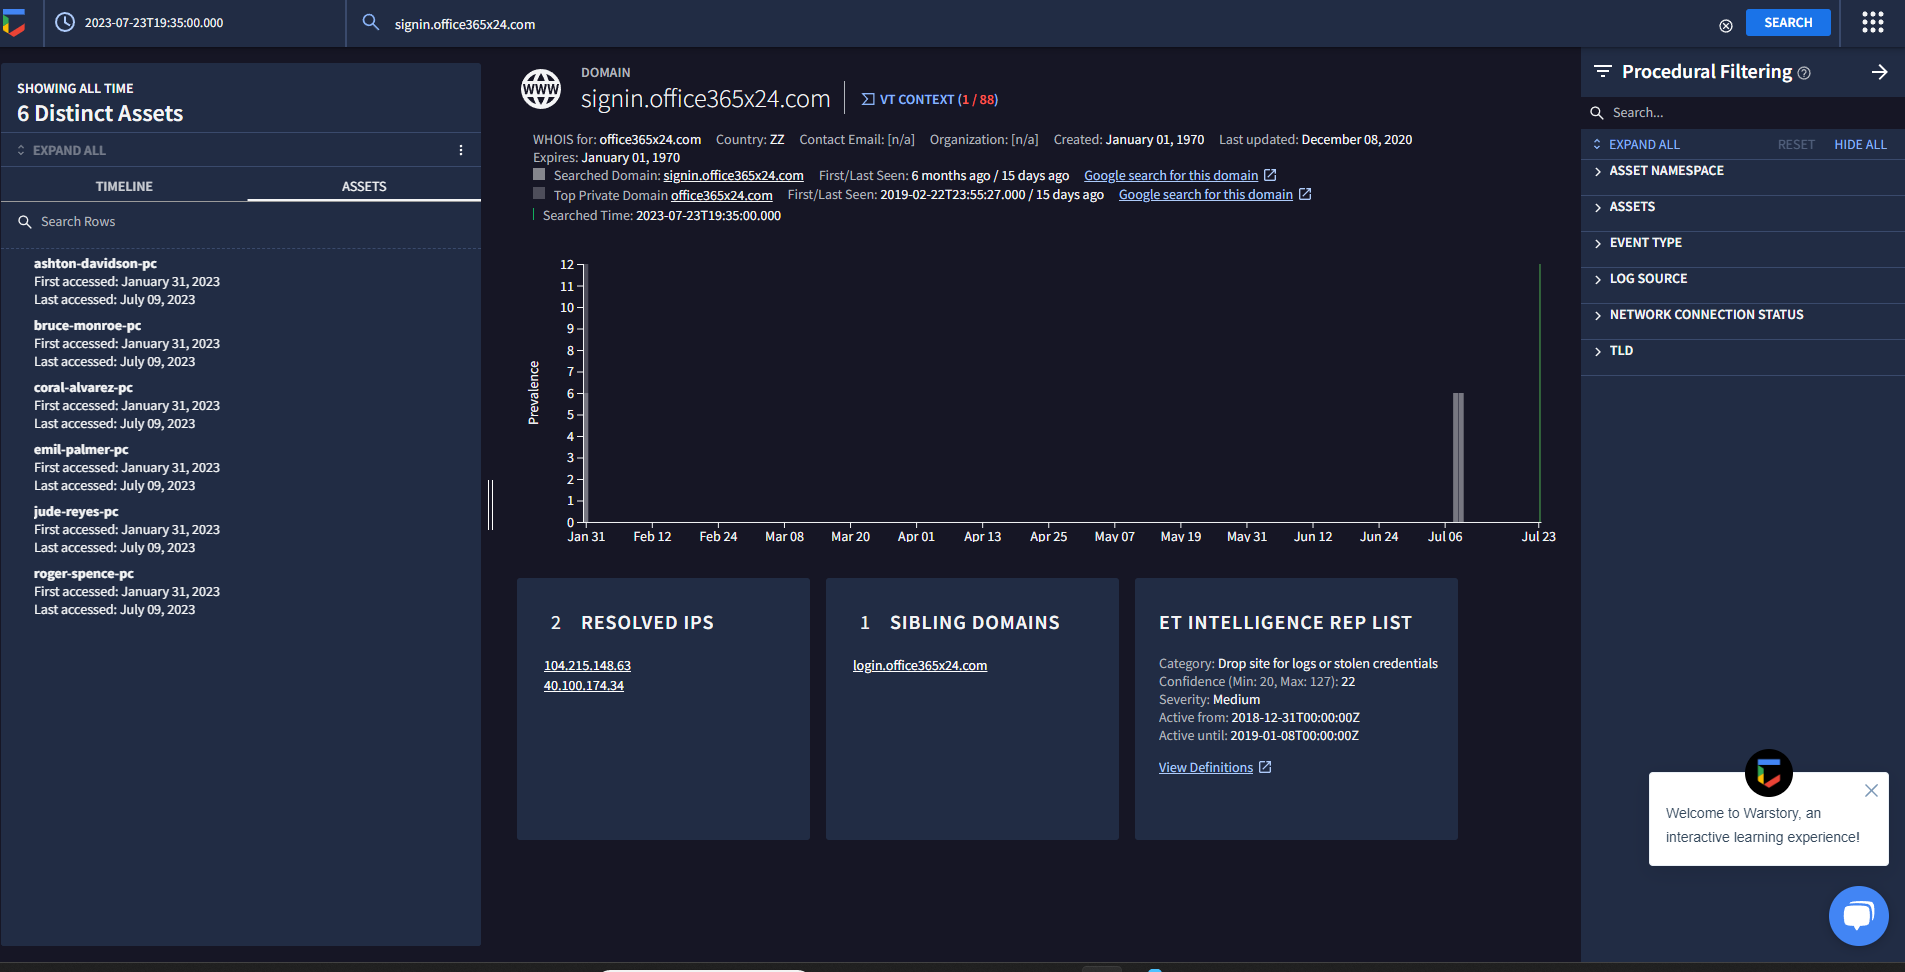 2023-07-23T19:35:00.000
signin.office365x24.com
SEARCH
SHOWING ALL TIME
6 Distinct Assets
EXPAND ALL
TIMELINE ASSETS
Search Rows
ashton-davidson-pc
First accessed: January 31, 2023
Last accessed: July 09, 2023
bruce-monroe-pc
First accessed: January 31, 2023
Last accessed: July 09, 2023
coral-alvarez-pc
First accessed: January 31, 2023
Last accessed: July 09, 2023
emil-palmer-pc
First accessed: January 31, 2023
Last accessed: July 09, 2023
jude-reyes-pc
First accessed: January 31, 2023
Last accessed: July 09, 2023
roger-spence-pc
First accessed: January 31, 2023
Last accessed: July 09, 2023
WWW
DOMAIN
signin.office365x24.com
VT CONTEXT (1 / 88)
WHOIS for: office365x24.com Country: ZZ Contact Email: [n/a] Organization: [n/a] Created: January 01, 1970 Last updated: December 08, 2020
Expires: January 01, 1970
Searched Domain: signin.office365x24.com First/Last Seen: 6 months ago / 15 days ago Google search for this domain
Top Private Domain office365x24.com First/Last Seen: 2019-02-22T23:55:27.000 / 15 days ago Google search for this domain
Searched Time: 2023-07-23T19:35:00.000
Prevalence
12
11
10
9
8
7
6
5
4
3
2
1
0
Jan 31 Feb 12 Feb 24 Mar 08 Mar 20 Apr 01 Apr 13 Apr 25 May 07 May 19 May 31 Jun 12 Jun 24 Jul 06 Jul 23
2 RESOLVED IPS
104.215.148.63
40.100.174.34
1 SIBLING DOMAINS
login.office365x24.com
ET INTELLIGENCE REP LIST
Category: Drop site for logs or stolen credentials
Confidence (Min: 20, Max: 127): 22
Severity: Medium
Active from: 2018-12-31T00:00:00Z
Active until: 2019-01-08T00:00:00Z
View Definitions
Procedural Filtering
Search...
EXPAND ALL RESET HIDE ALL
ASSET NAMESPACE
ASSETS
EVENT TYPE
LOG SOURCE
NETWORK CONNECTION STATUS
TLD
Welcome to Warstory, an
interactive learning experience!